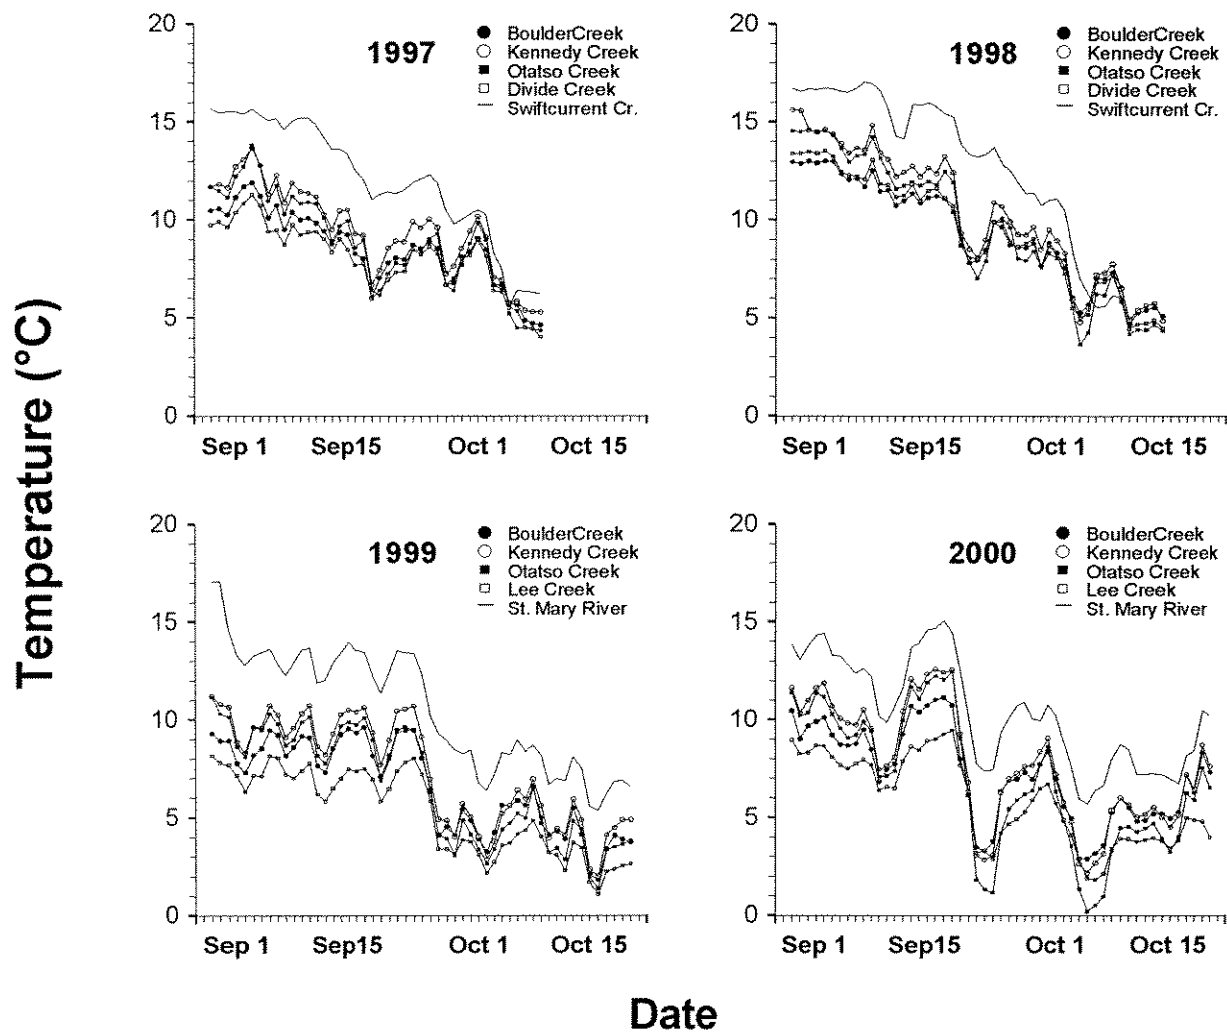 Temperature (°C)
20
15
10
5
0
1997
BoulderCreek
Kennedy Creek
Otatso Creek
Divide Creek
Swiftcurrent Cr.
Sep 1 Sep15 Oct 1 Oct 15
20
15
10
5
0
1998
BoulderCreek
Kennedy Creek
Otatso Creek
Divide Creek
Swiftcurrent Cr.
Sep 1 Sep15 Oct 1 Oct 15
20
15
10
5
0
1999
BoulderCreek
Kennedy Creek
Otatso Creek
Lee Creek
St. Mary River
Sep 1 Sep15 Oct 1 Oct 15
20
15
10
5
0
2000
BoulderCreek
Kennedy Creek
Otatso Creek
Lee Creek
St. Mary River
Sep 1 Sep15 Oct 1 Oct 15
Date